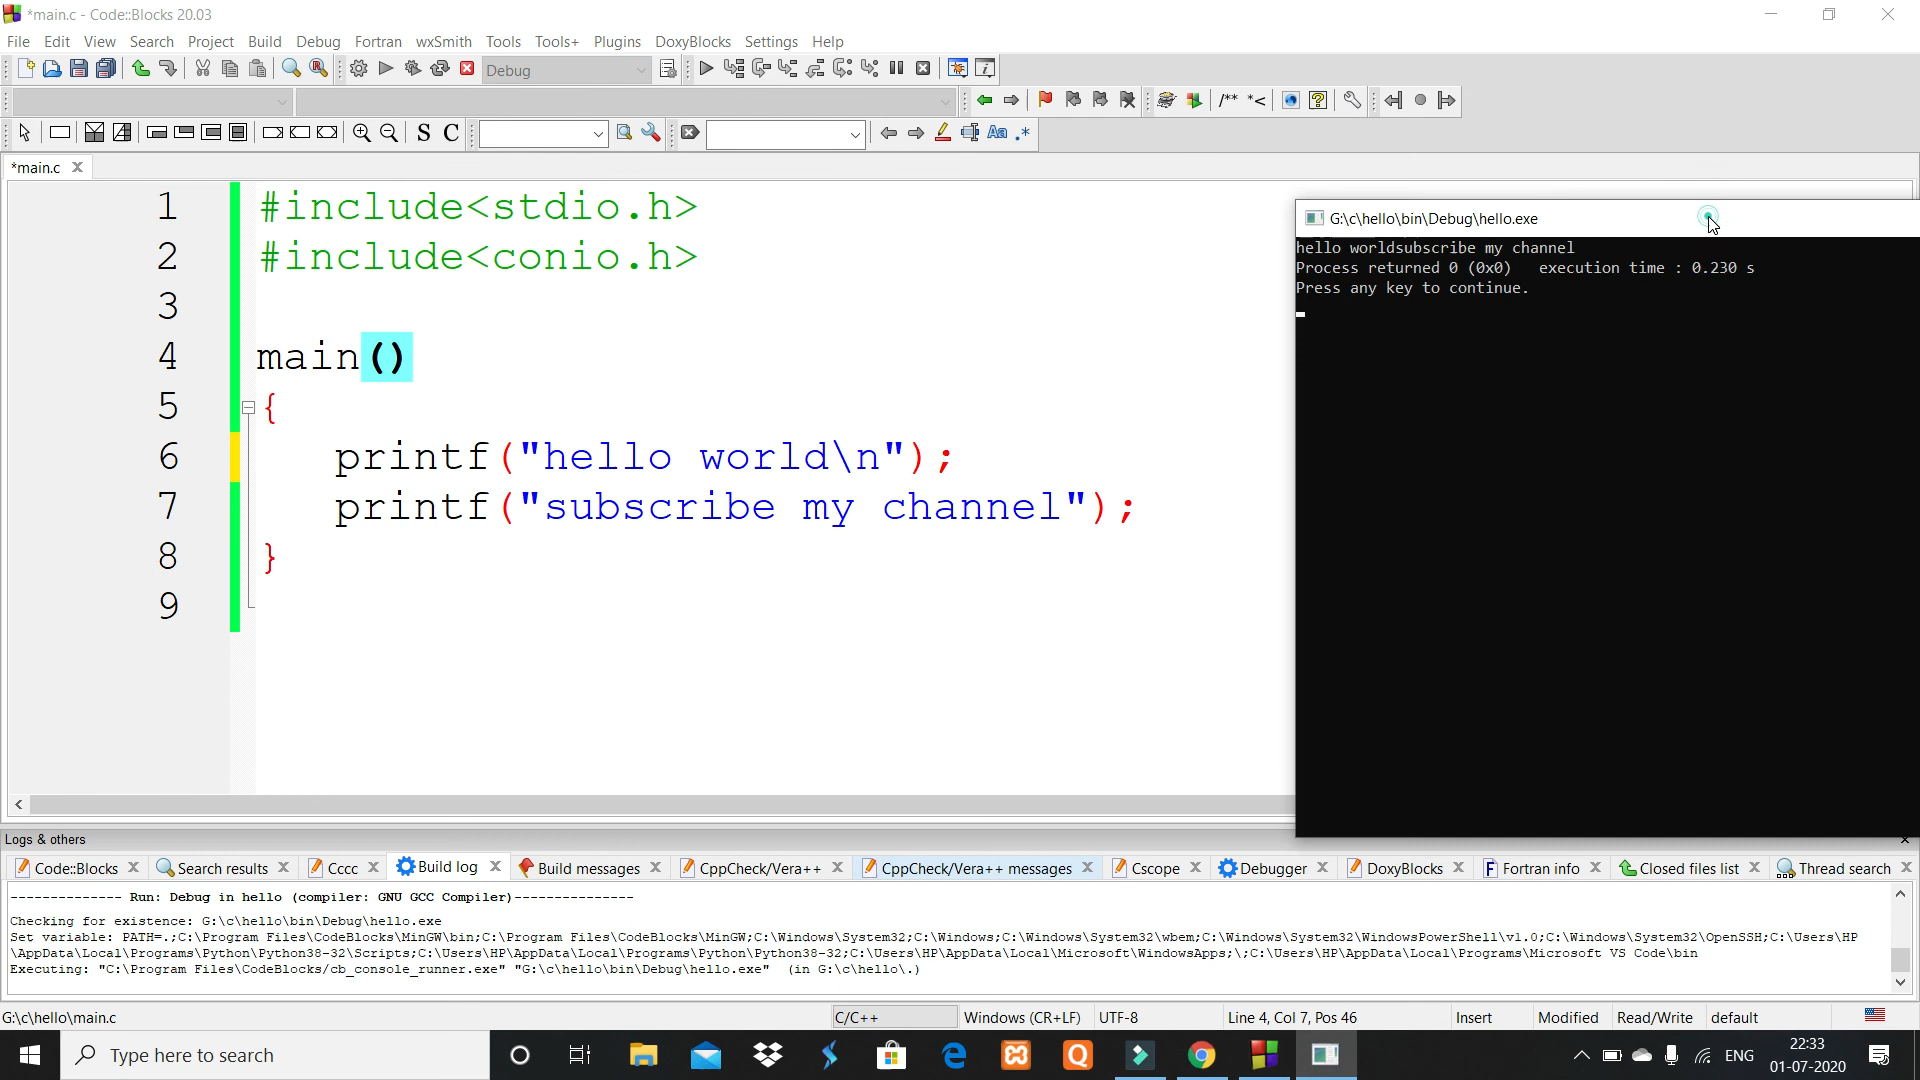 *main.c - Code::Blocks 20.03
File Edit View Search Project Build Debug Fortran wxSmith Tools Tools+ Plugins DoxyBlocks Settings Help
Debug
/** *<
S C
Aa .*
*main.c
1 #include<stdio.h>
2 #include<conio.h>
3
4 main()
5 {
6 printf("hello world\n");
7 printf("subscribe my channel");
8 }
9
G:\c\hello\bin\Debug\hello.exe
hello worldsubscribe my channel
Process returned 0 (0x0)   execution time : 0.230 s
Press any key to continue.
Logs & others
Code::Blocks Search results Cccc Build log Build messages CppCheck/Vera++ CppCheck/Vera++ messages Cscope Debugger DoxyBlocks Fortran info Closed files list Thread search
-------------- Run: Debug in hello (compiler: GNU GCC Compiler)---------------
Checking for existence: G:\c\hello\bin\Debug\hello.exe
Set variable: PATH=.;C:\Program Files\CodeBlocks\MinGW\bin;C:\Program Files\CodeBlocks\MinGW;C:\Windows\System32;C:\Windows;C:\Windows\System32\wbem;C:\Windows\System32\WindowsPowerShell\v1.0;C:\Windows\System32\OpenSSH;C:\Users\HP
\AppData\Local\Programs\Python\Python38-32\Scripts;C:\Users\HP\AppData\Local\Programs\Python\Python38-32;C:\Users\HP\AppData\Local\Microsoft\WindowsApps;\;C:\Users\HP\AppData\Local\Programs\Microsoft VS Code\bin
Executing: "C:\Program Files\CodeBlocks/cb_console_runner.exe" "G:\c\hello\bin\Debug\hello.exe"  (in G:\c\hello\.)
G:\c\hello\main.c C/C++ Windows (CR+LF) UTF-8 Line 4, Col 7, Pos 46 Insert Modified Read/Write default
Type here to search
ENG
22:33
01-07-2020